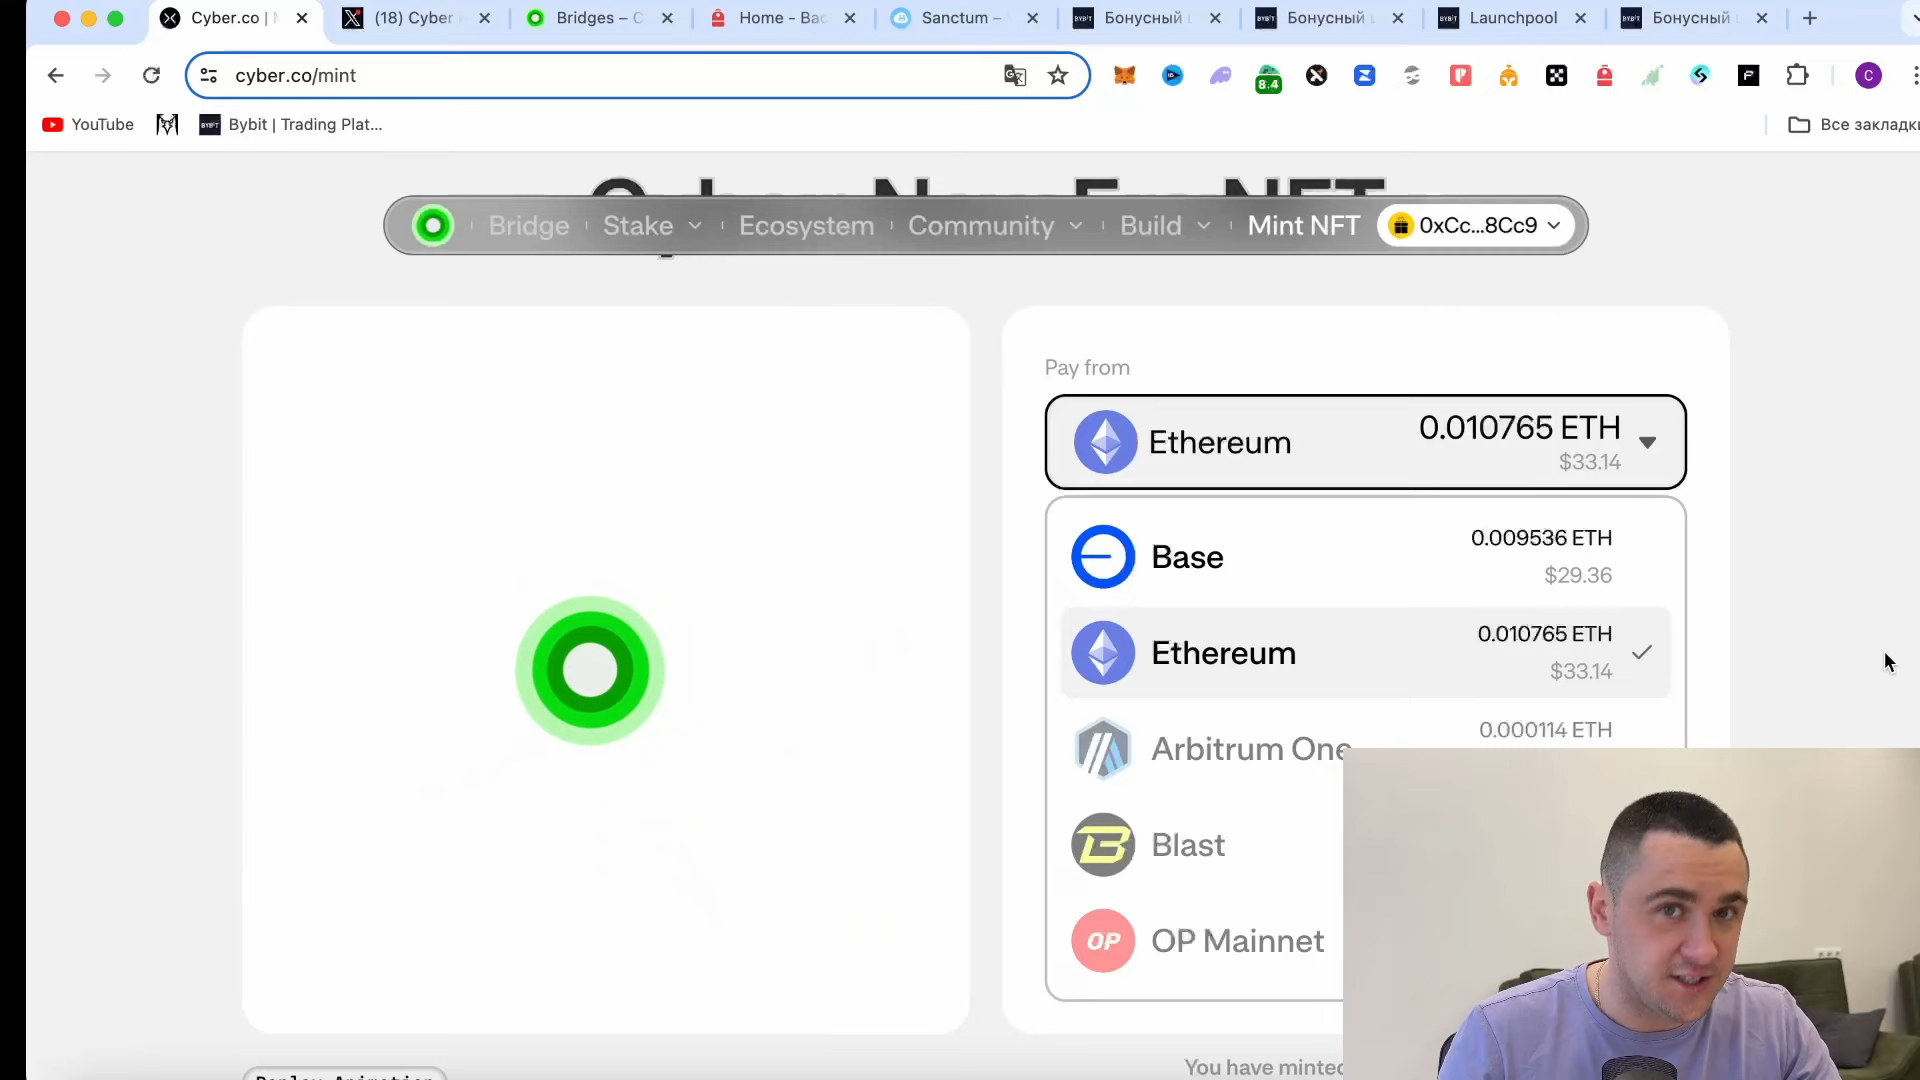 Cyber.co |
(18) Cyber
Bridges – C
Home - Bac
Sanctum –
Бонусный
Бонусный
Launchpool
Бонусный
cyber.co/mint
8.4
C
YouTube
Bybit | Trading Plat...
Все закладки
Bridge
Stake
Ecosystem
Community
Build
Mint NFT
0xCc...8Cc9
Pay from
Ethereum
0.010765 ETH
$33.14
Base
0.009536 ETH
$29.36
Ethereum
0.010765 ETH
$33.14
Arbitrum One
0.000114 ETH
Blast
OP
OP Mainnet
You have minted